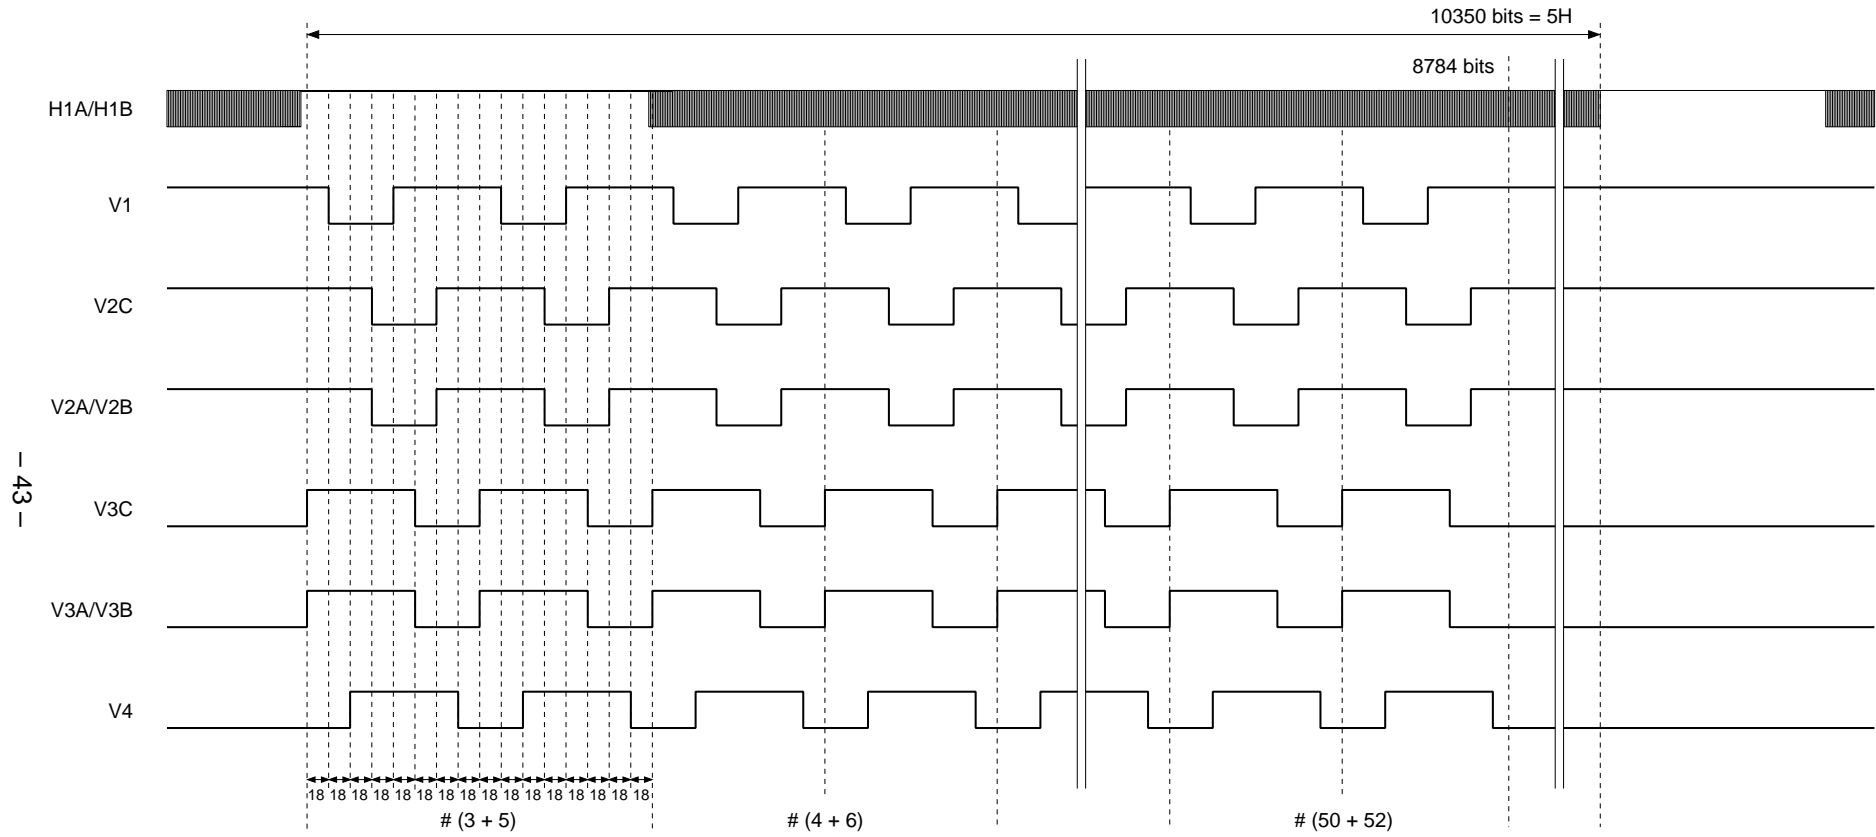 10350 bits = 5H
8784 bits
H1A/H1B
V1
V2C
V2A/V2B
– 43 –
V3C
V3A/V3B
V4
18 18 18 18 18 18 18 18 18 18 18 18 18 18 18 18
# (3 + 5) # (4 + 6) # (50 + 52)